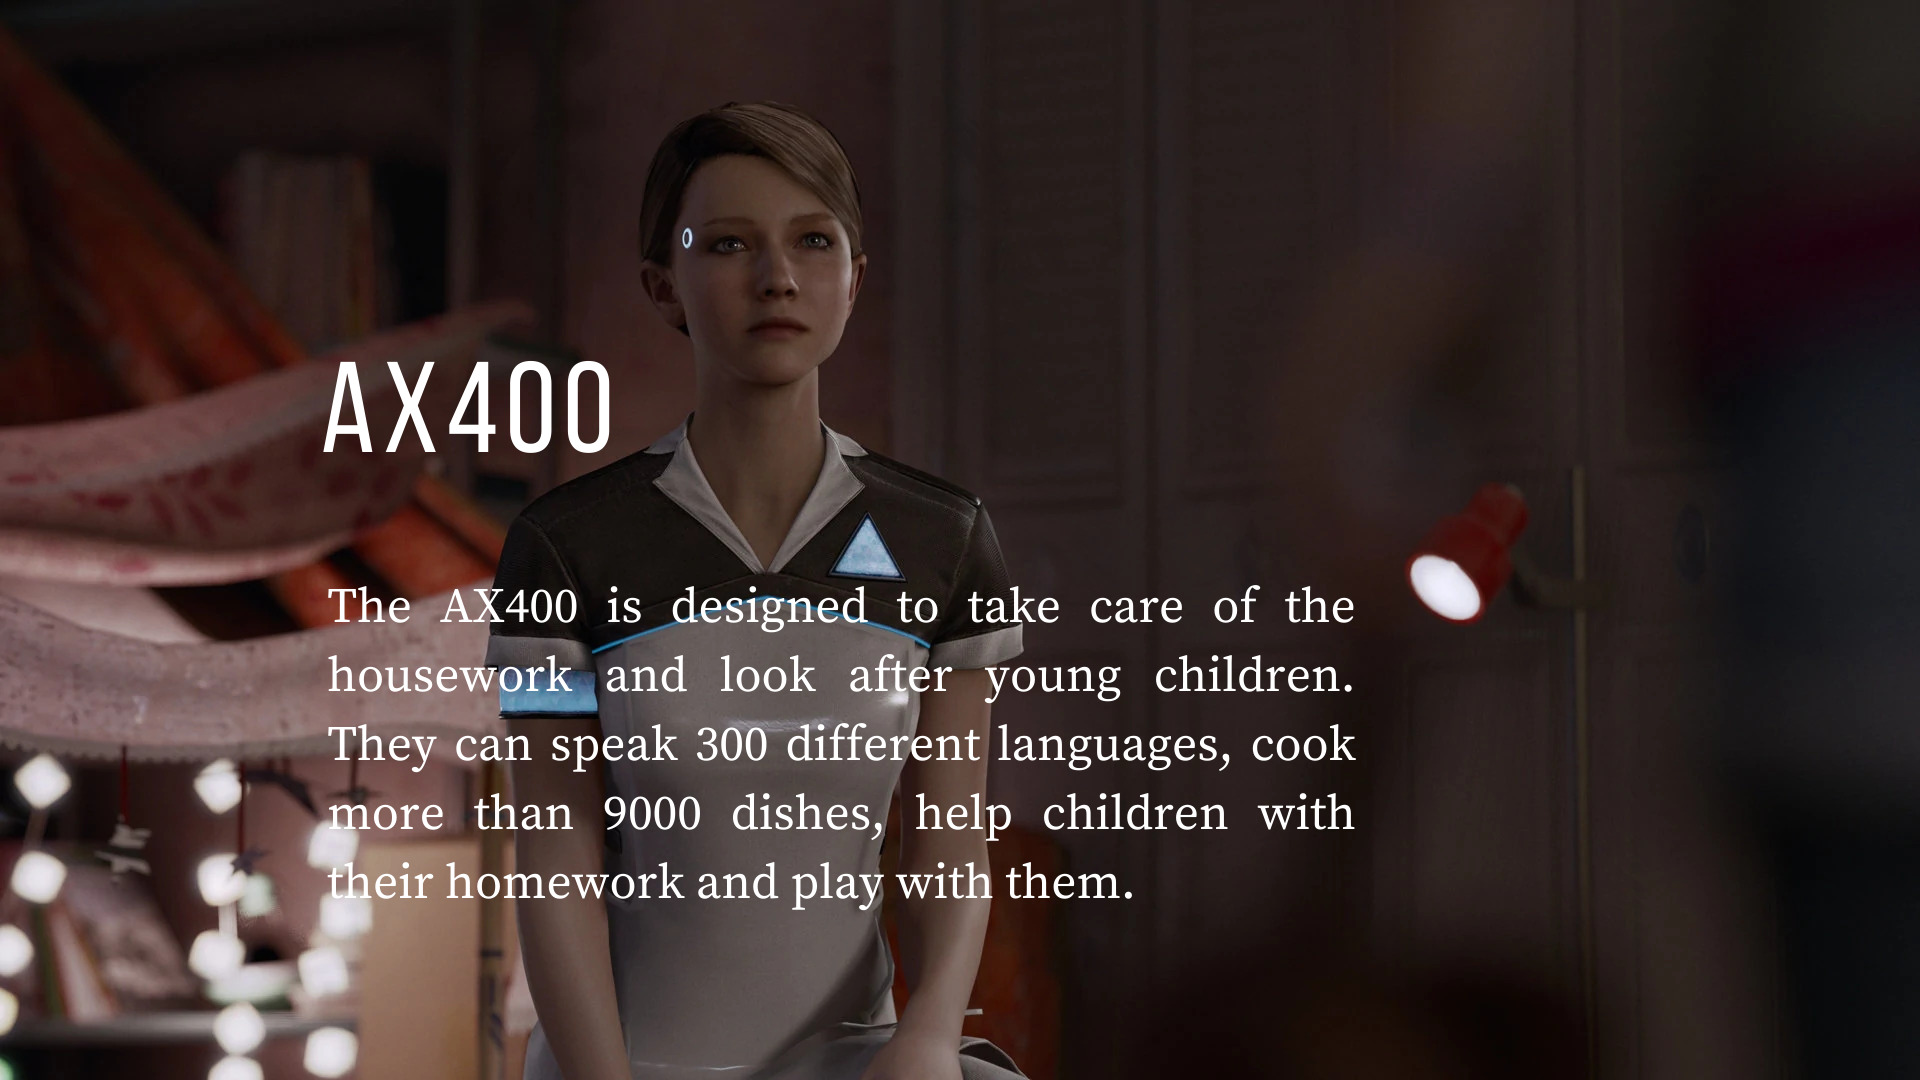 AX400
The AX400 is designed to take care of the
housework and look after young children.
They can speak 300 different languages, cook
more than 9000 dishes, help children with
their homework and play with them.